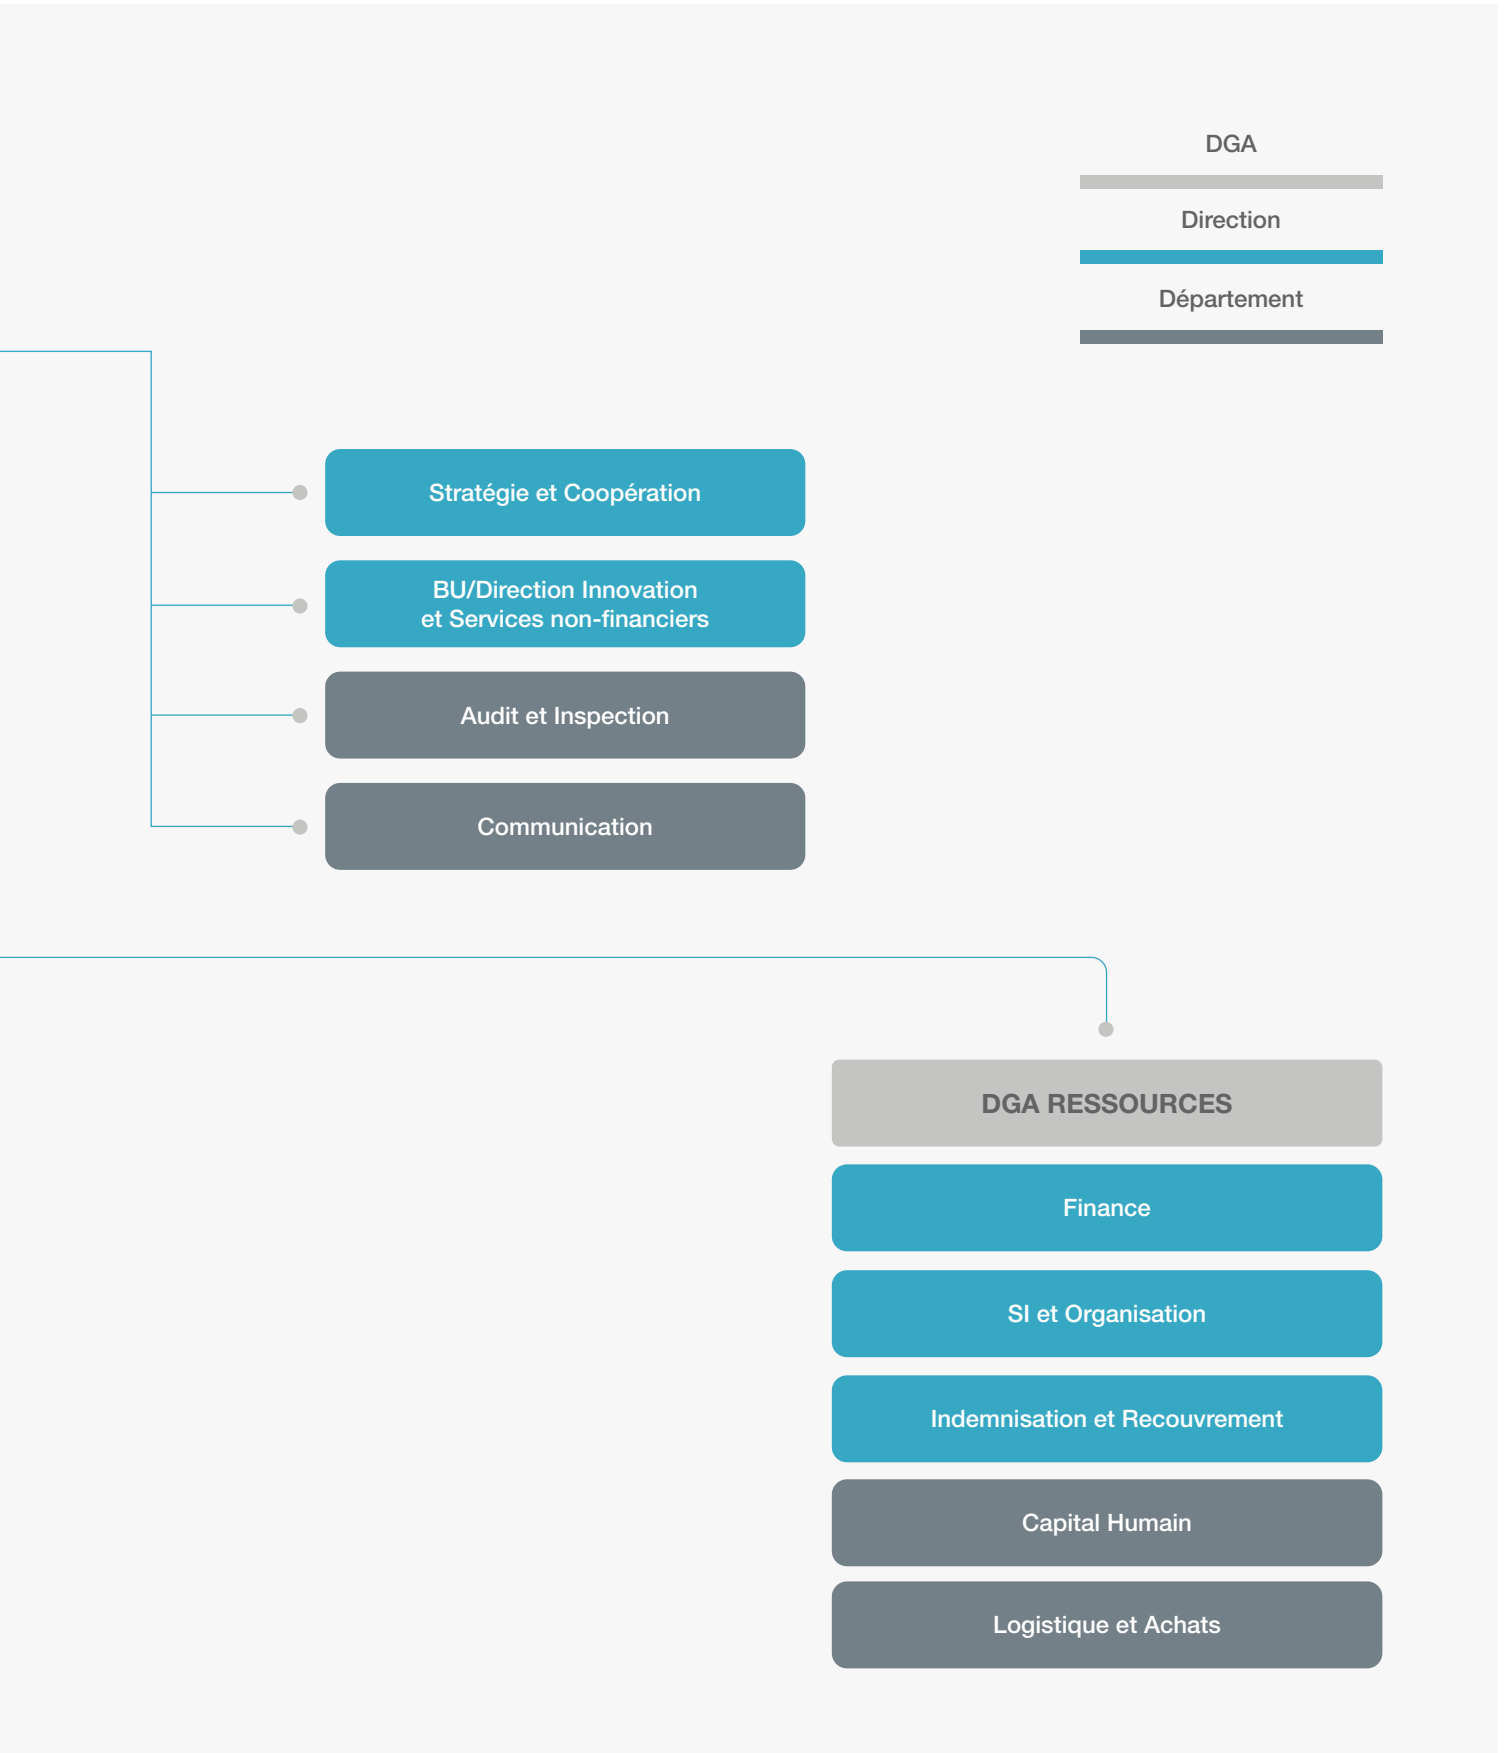 DGA
Direction
Département
Stratégie et Coopération
BU/Direction Innovation
et Services non-financiers
Audit et Inspection
Communication
DGA RESSOURCES
Finance
SI et Organisation
Indemnisation et Recouvrement
Capital Humain
Logistique et Achats